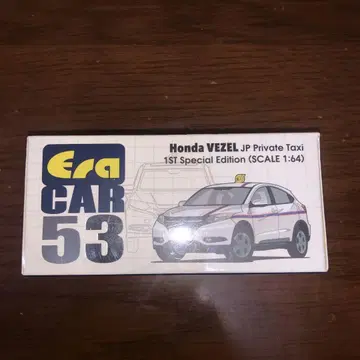 Era
CAR
53
Honda VEZEL JP Private Taxi
1ST Special Edition (SCALE 1:64)